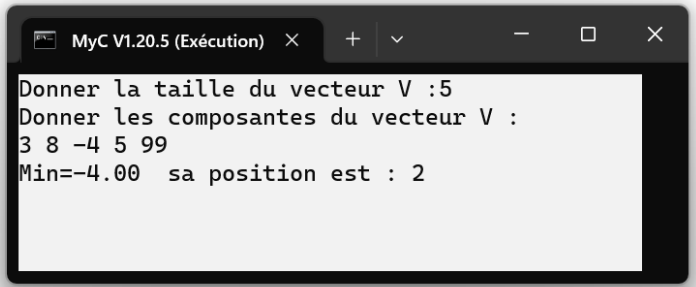 MyC V1.20.5 (Exécution)
Donner la taille du vecteur V :5
Donner les composantes du vecteur V :
3 8 -4 5 99
Min=-4.00  sa position est : 2